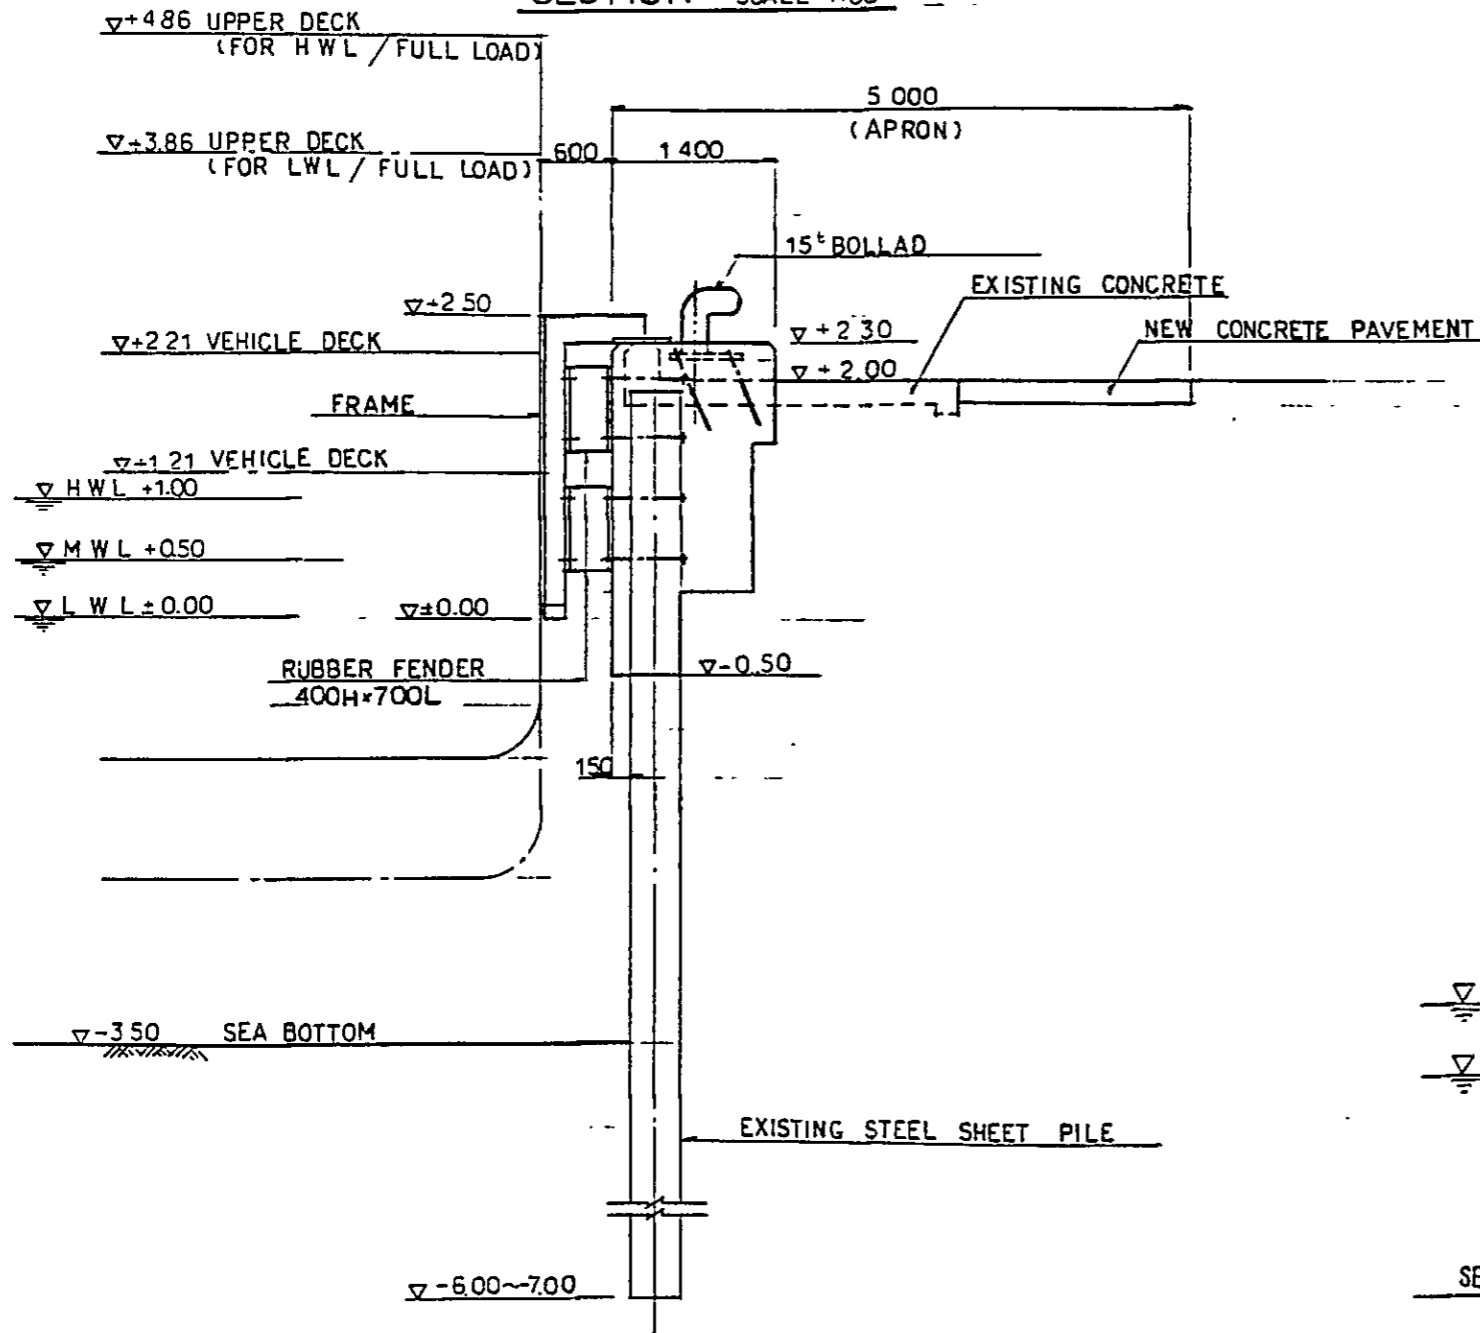 SECTION
▽+4.86 UPPER DECK
(FOR HWL / FULL LOAD)
5 000
(APRON)
▽+3.86 UPPER DECK
(FOR LWL / FULL LOAD)
600
1 400
15t BOLLAD
EXISTING CONCRETE
▽+2.50
NEW CONCRETE PAVEMENT
▽+2.21 VEHICLE DECK
▽+2.30
▽+2.00
FRAME
▽+1.21 VEHICLE DECK
▽ HWL +1.00
▽ MWL +0.50
▽ LWL ±0.00
▽±0.00
RUBBER FENDER
400H×700L
▽-0.50
150
▽-3.50 SEA BOTTOM
EXISTING STEEL SHEET PILE
▽-6.00~-7.00